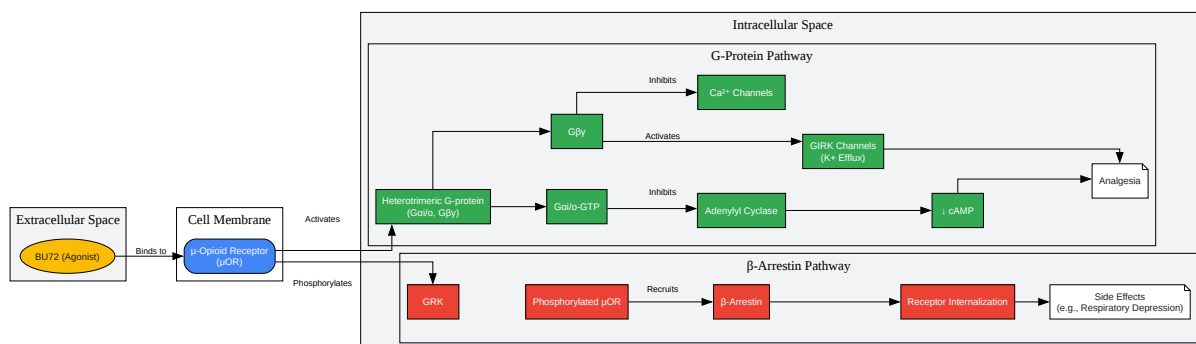 Intracellular Space
G-Protein Pathway
Inhibits
Ca²⁺ Channels
Gβγ
Activates
GIRK Channels
(K+ Efflux)
Analgesia
Heterotrimeric G-protein
(Gαi/o, Gβγ)
Gαi/o-GTP
Inhibits
Adenylyl Cyclase
↓ cAMP
Extracellular Space
BU72 (Agonist)
Binds to
Cell Membrane
μ-Opioid Receptor
(μOR)
Activates
Phosphorylates
β-Arrestin Pathway
GRK
Phosphorylated μOR
Recruits
β-Arrestin
Receptor Internalization
Side Effects
(e.g., Respiratory Depression)